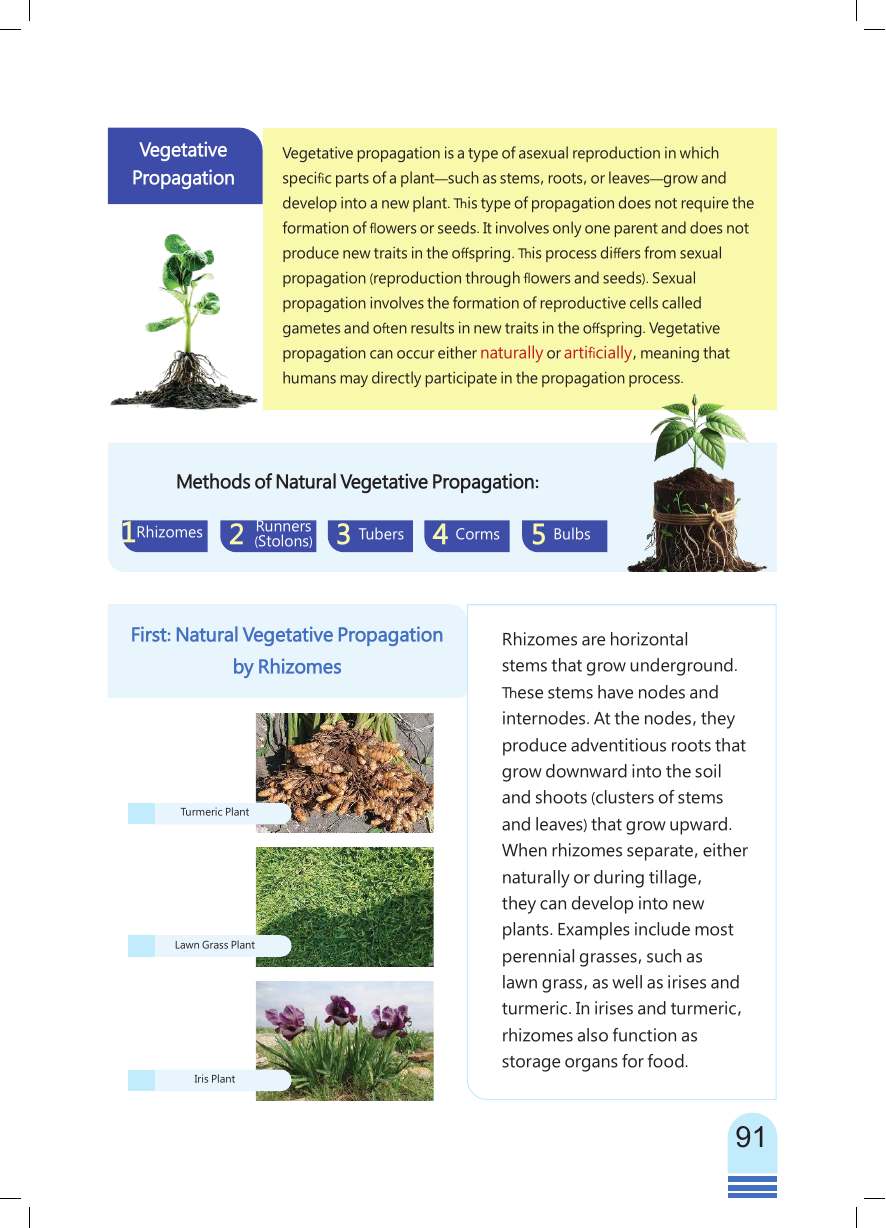 Vegetative
Propagation
Vegetative propagation is a type of asexual reproduction in which
specific parts of a plant—such as stems, roots, or leaves—grow and
develop into a new plant. This type of propagation does not require the
formation of flowers or seeds. It involves only one parent and does not
produce new traits in the offspring. This process differs from sexual
propagation (reproduction through flowers and seeds). Sexual
propagation involves the formation of reproductive cells called
gametes and often results in new traits in the offspring. Vegetative
propagation can occur either naturally or artificially, meaning that
humans may directly participate in the propagation process.
Methods of Natural Vegetative Propagation:
1 Rhizomes
2 Runners
(Stolons)
3 Tubers
4 Corms
5 Bulbs
First: Natural Vegetative Propagation
by Rhizomes
Turmeric Plant
Lawn Grass Plant
Iris Plant
Rhizomes are horizontal
stems that grow underground.
These stems have nodes and
internodes. At the nodes, they
produce adventitious roots that
grow downward into the soil
and shoots (clusters of stems
and leaves) that grow upward.
When rhizomes separate, either
naturally or during tillage,
they can develop into new
plants. Examples include most
perennial grasses, such as
lawn grass, as well as irises and
turmeric. In irises and turmeric,
rhizomes also function as
storage organs for food.
91